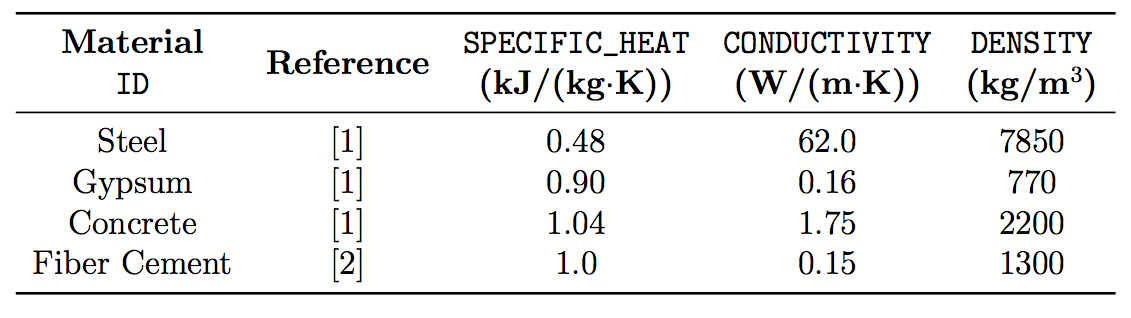 Material ID Reference SPECIFIC_HEAT (kJ/(kg·K)) CONDUCTIVITY (W/(m·K)) DENSITY (kg/m³)
Steel [1] 0.48 62.0 7850
Gypsum [1] 0.90 0.16 770
Concrete [1] 1.04 1.75 2200
Fiber Cement [2] 1.0 0.15 1300